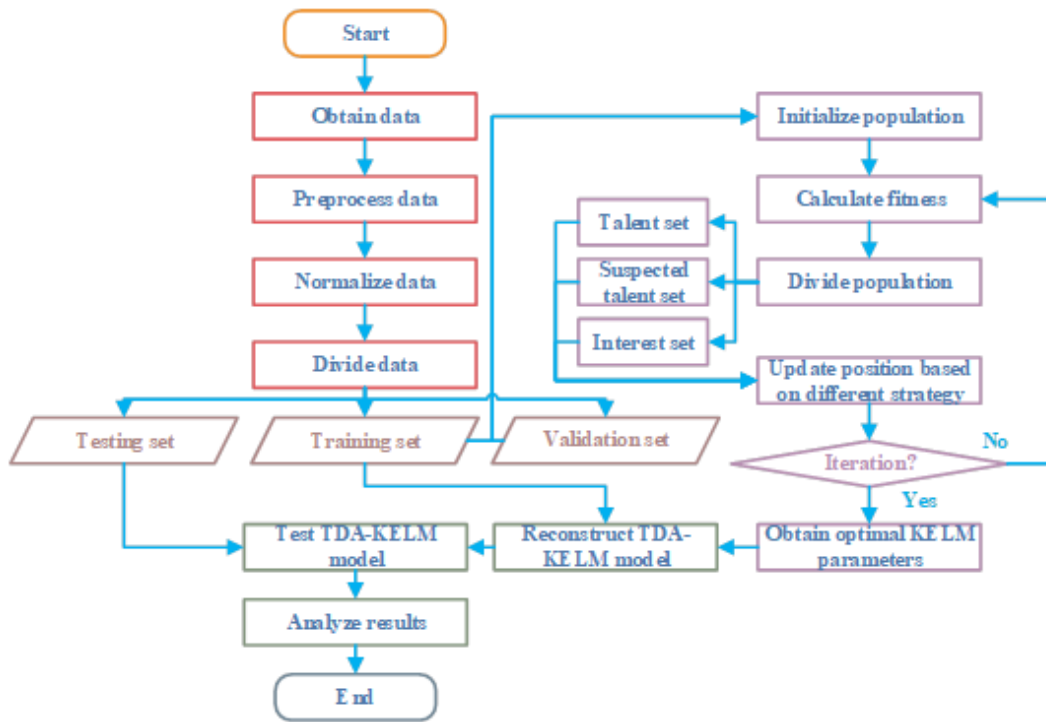 Start
Obtain data
Preprocess data
Normalize data
Divide data
Testing set
Training set
Validation set
Initialize population
Calculate fitness
Divide population
Talent set
Suspected
talent set
Interest set
Update position based
on different strategy
Iteration?
No
Yes
Obtain optimal KELM
parameters
Reconstruct TDA-
KELM model
Test TDA-KELM
model
Analyze results
End